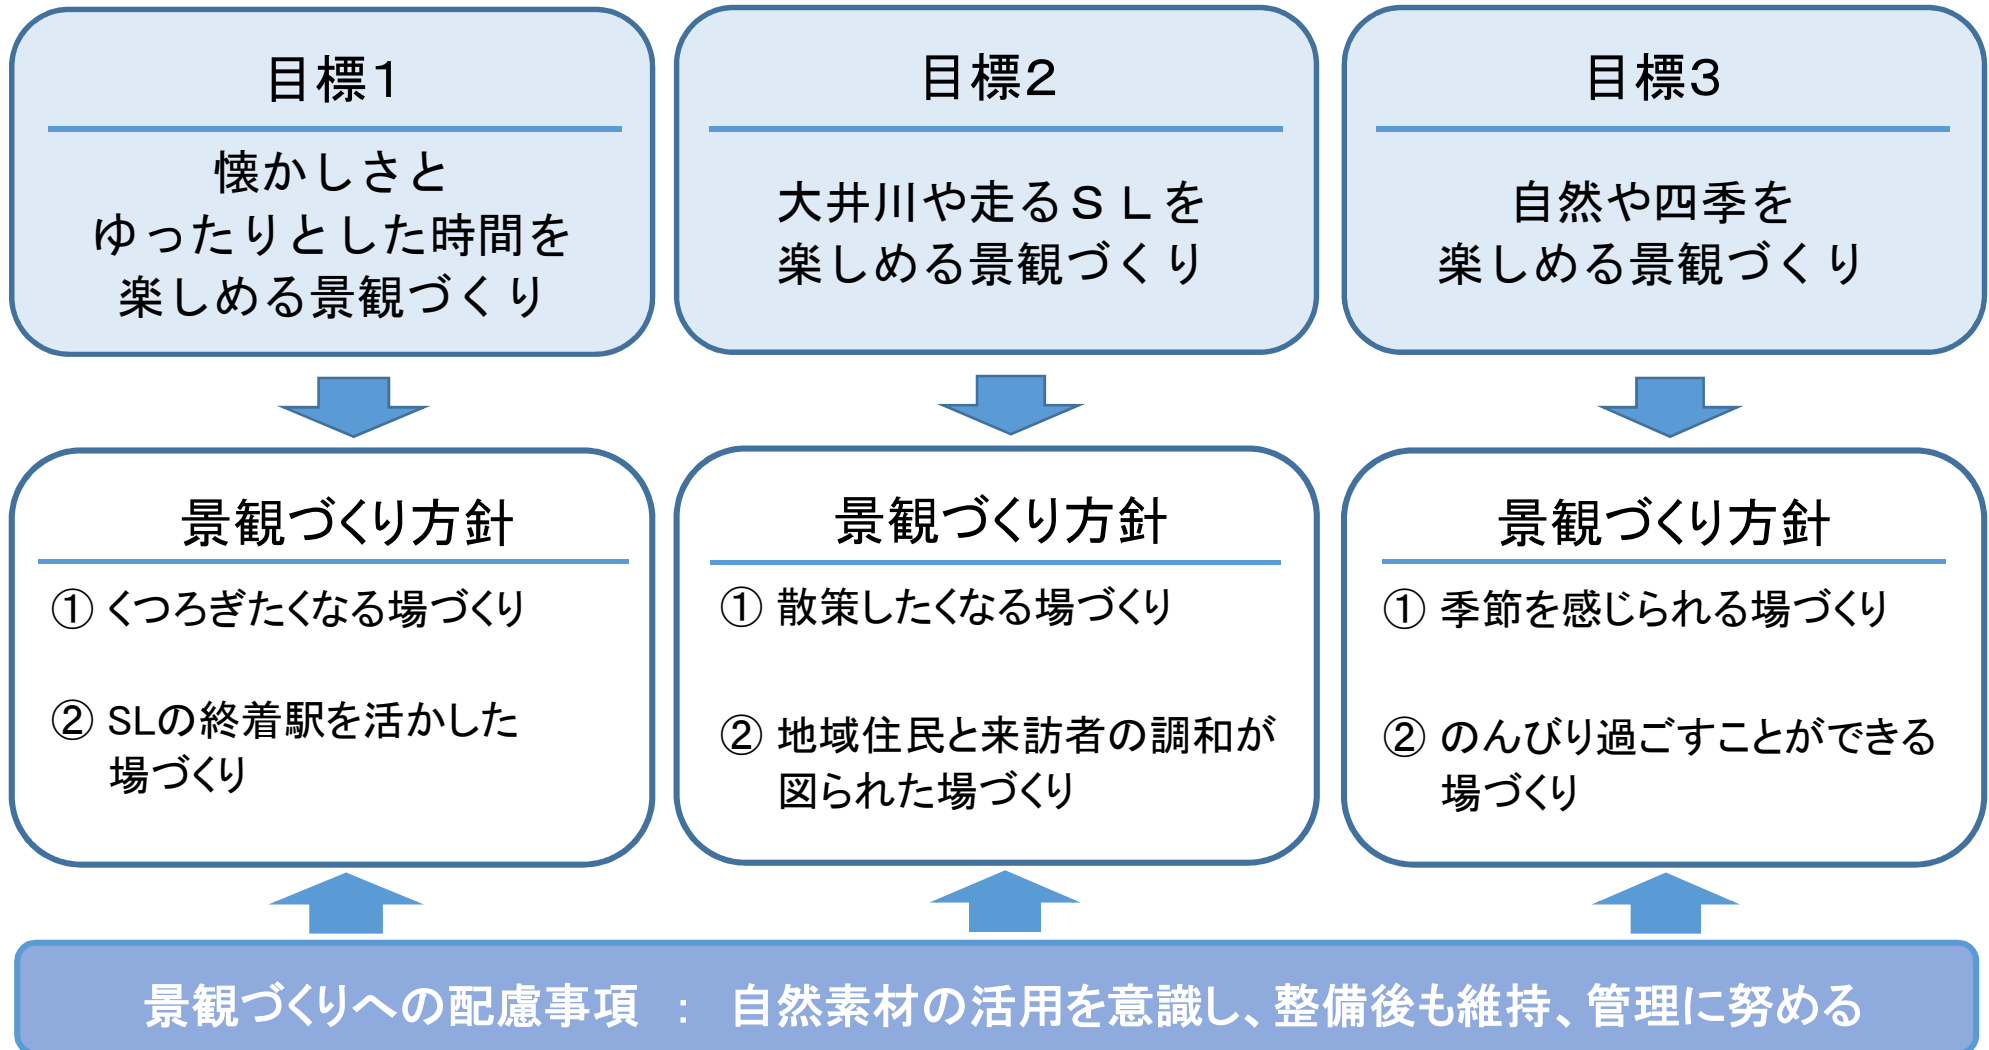 目標1
懐かしさと
ゆったりとした時間を
楽しめる景観づくり
目標2
大井川や走るＳＬを
楽しめる景観づくり
目標3
自然や四季を
楽しめる景観づくり
景観づくり方針
① くつろぎたくなる場づくり
② SLの終着駅を活かした
場づくり
景観づくり方針
① 散策したくなる場づくり
② 地域住民と来訪者の調和が
図られた場づくり
景観づくり方針
① 季節を感じられる場づくり
② のんびり過ごすことができる
場づくり
景観づくりへの配慮事項 ： 自然素材の活用を意識し、整備後も維持、管理に努める